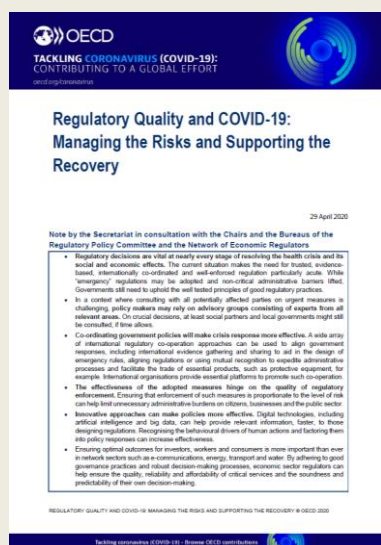 OECD
TACKLING CORONAVIRUS (COVID-19):
CONTRIBUTING TO A GLOBAL EFFORT
oecd.org/coronavirus
Regulatory Quality and COVID-19:
Managing the Risks and Supporting the
Recovery
29 April 2020
Note by the Secretariat in consultation with the Chairs and the Bureaus of the
Regulatory Policy Committee and the Network of Economic Regulators
• Regulatory decisions are vital at nearly every stage of resolving the health crisis and its
social and economic effects. The current situation makes the need for trusted, evidence-
based, internationally co-ordinated and well-enforced regulation particularly acute. While
"emergency" regulations may be adopted and non-critical administrative barriers lifted,
Governments still need to uphold the well tested principles of good regulatory practices.
• In a context where consulting with all potentially affected parties on urgent measures is
challenging, policy makers may rely on advisory groups consisting of experts from all
relevant areas. On crucial decisions, at least social partners and local governments might still
be consulted, if time allows.
• Co-ordinating government policies will make crisis response more effective. A wide array
of international regulatory co-operation approaches can be used to align government
responses, including international evidence gathering and sharing to aid in the design of
emergency rules, aligning regulations or using mutual recognition to expedite administrative
processes and facilitate the trade of essential products, such as protective equipment, for
example. International organisations provide essential platforms to promote such co-operation.
• The effectiveness of the adopted measures hinge on the quality of regulatory
enforcement. Ensuring that enforcement of such measures is proportionate to the level of risk
can help limit unnecessary administrative burdens on citizens, businesses and the public sector.
• Innovative approaches can make policies more effective. Digital technologies, including
artificial intelligence and big data, can help provide relevant information, faster, to those
designing regulations. Recognising the behavioural drivers of human actions and factoring them
into policy responses can increase effectiveness.
• Ensuring optimal outcomes for investors, workers and consumers is more important than ever
in network sectors such as e-communications, energy, transport and water. By adhering to good
governance practices and robust decision-making processes, economic sector regulators can
help ensure the quality, reliability and affordability of critical services and the soundness and
predictability of their own decision-making.
REGULATORY QUALITY AND COVID-19: MANAGING THE RISKS AND SUPPORTING THE RECOVERY © OECD 2020
Tackling coronavirus (COVID-19) - Browse OECD contributions